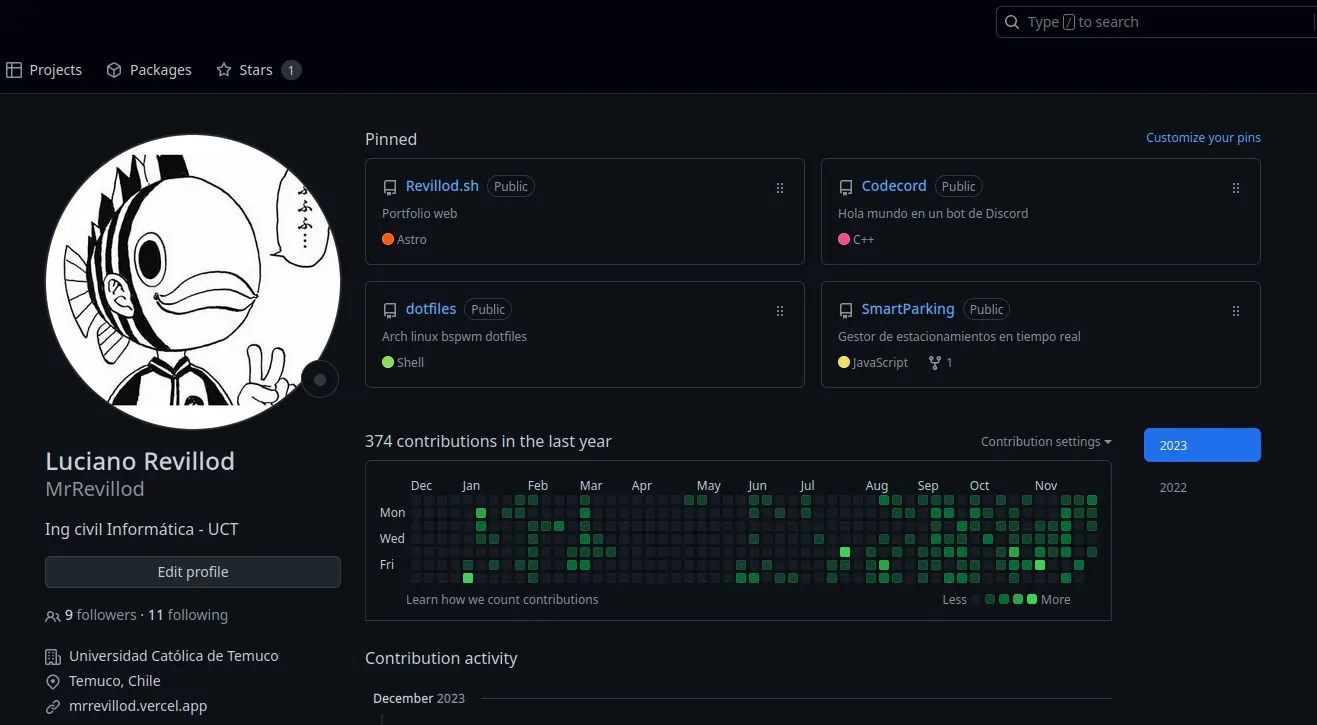 Type / to search
Projects Packages Stars 1
Pinned Customize your pins
Revillod.sh Public
Portfolio web
Astro
Codecord Public
Hola mundo en un bot de Discord
C++
dotfiles Public
Arch linux bspwm dotfiles
Shell
SmartParking Public
Gestor de estacionamientos en tiempo real
JavaScript 1
ふふふ…
Luciano Revillod
MrRevillod
Ing civil Informática - UCT
Edit profile
9 followers · 11 following
Universidad Católica de Temuco
Temuco, Chile
mrrevillod.vercel.app
374 contributions in the last year
Contribution settings
2023
2022
Dec Jan Feb Mar Apr May Jun Jul Aug Sep Oct Nov
Mon
Wed
Fri
Learn how we count contributions
Less More
Contribution activity
December 2023